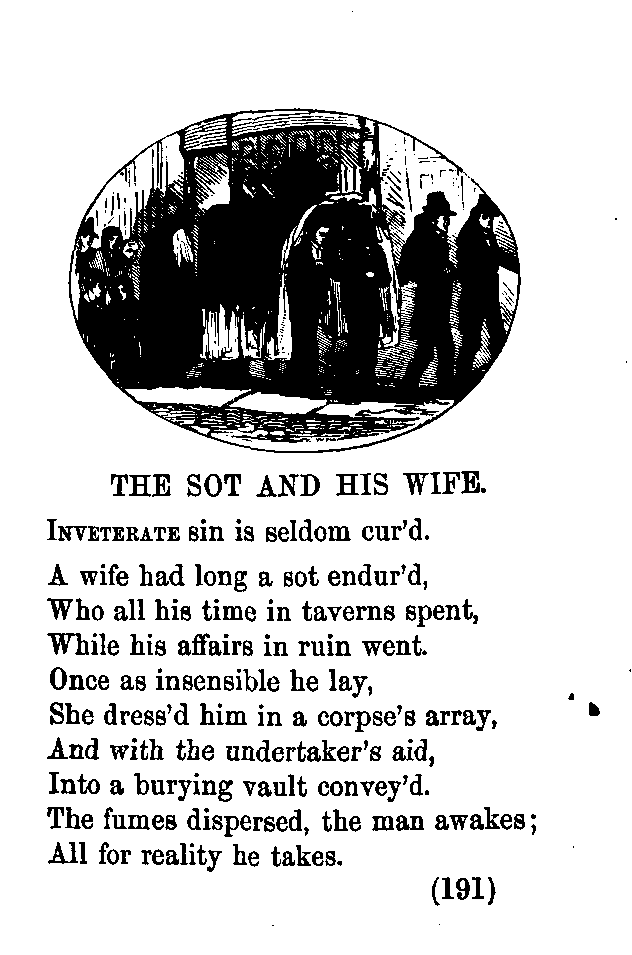 THE SOT AND HIS WIFE.
INVETERATE sin is seldom cur'd.
A wife had long a sot endur'd,
Who all his time in taverns spent,
While his affairs in ruin went.
Once as insensible he lay,
She dress'd him in a corpse's array,
And with the undertaker's aid,
Into a burying vault convey'd.
The fumes dispersed, the man awakes;
All for reality he takes.
(191)